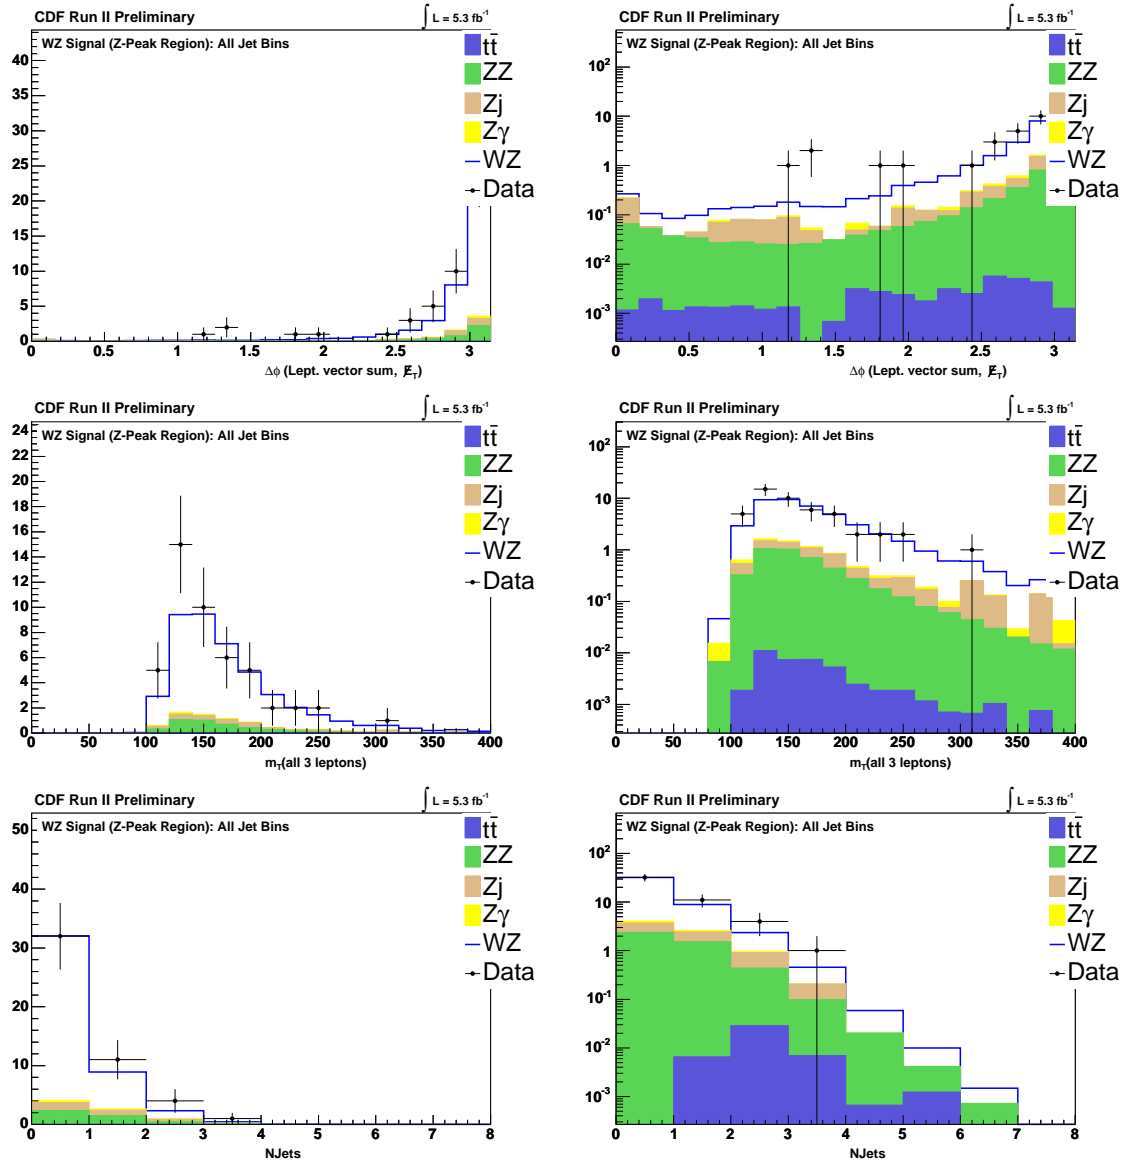 CDF Run II Preliminary
∫ L = 5.3 fb⁻¹
WZ Signal (Z-Peak Region): All Jet Bins
tt̄
ZZ
Zj
Zγ
WZ
Data
40
35
30
25
20
15
10
5
0
0 0.5 1 1.5 2 2.5 3
Δφ (Lept. vector sum, E̸_T)
CDF Run II Preliminary
∫ L = 5.3 fb⁻¹
WZ Signal (Z-Peak Region): All Jet Bins
tt̄
ZZ
Zj
Zγ
WZ
Data
10²
10
1
10⁻¹
10⁻²
10⁻³
0 0.5 1 1.5 2 2.5 3
Δφ (Lept. vector sum, E̸_T)
CDF Run II Preliminary
∫ L = 5.3 fb⁻¹
WZ Signal (Z-Peak Region): All Jet Bins
tt̄
ZZ
Zj
Zγ
WZ
Data
24
22
20
18
16
14
12
10
8
6
4
2
0
0 50 100 150 200 250 300 350 400
m_T(all 3 leptons)
CDF Run II Preliminary
∫ L = 5.3 fb⁻¹
WZ Signal (Z-Peak Region): All Jet Bins
tt̄
ZZ
Zj
Zγ
WZ
Data
10²
10
1
10⁻¹
10⁻²
10⁻³
0 50 100 150 200 250 300 350 400
m_T(all 3 leptons)
CDF Run II Preliminary
∫ L = 5.3 fb⁻¹
WZ Signal (Z-Peak Region): All Jet Bins
tt̄
ZZ
Zj
Zγ
WZ
Data
50
40
30
20
10
0
0 1 2 3 4 5 6 7 8
NJets
CDF Run II Preliminary
∫ L = 5.3 fb⁻¹
WZ Signal (Z-Peak Region): All Jet Bins
tt̄
ZZ
Zj
Zγ
WZ
Data
10²
10
1
10⁻¹
10⁻²
10⁻³
0 1 2 3 4 5 6 7 8
NJets